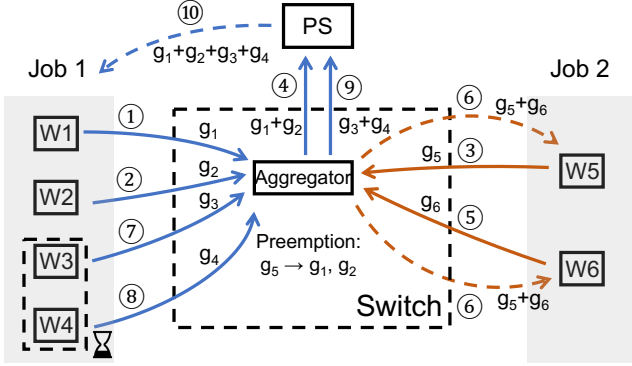 ⑩
PS
g₁+g₂+g₃+g₄
Job 1
Job 2
④
⑨
⑥
g₅+g₆
①
W1
g₁
g₁+g₂
g₃+g₄
g₅
③
W5
②
W2
g₂
Aggregator
g₃
g₆
⑤
⑦
W3
g₄
Preemption:
g₅ → g₁, g₂
W6
⑧
W4
Switch
⑥
g₅+g₆